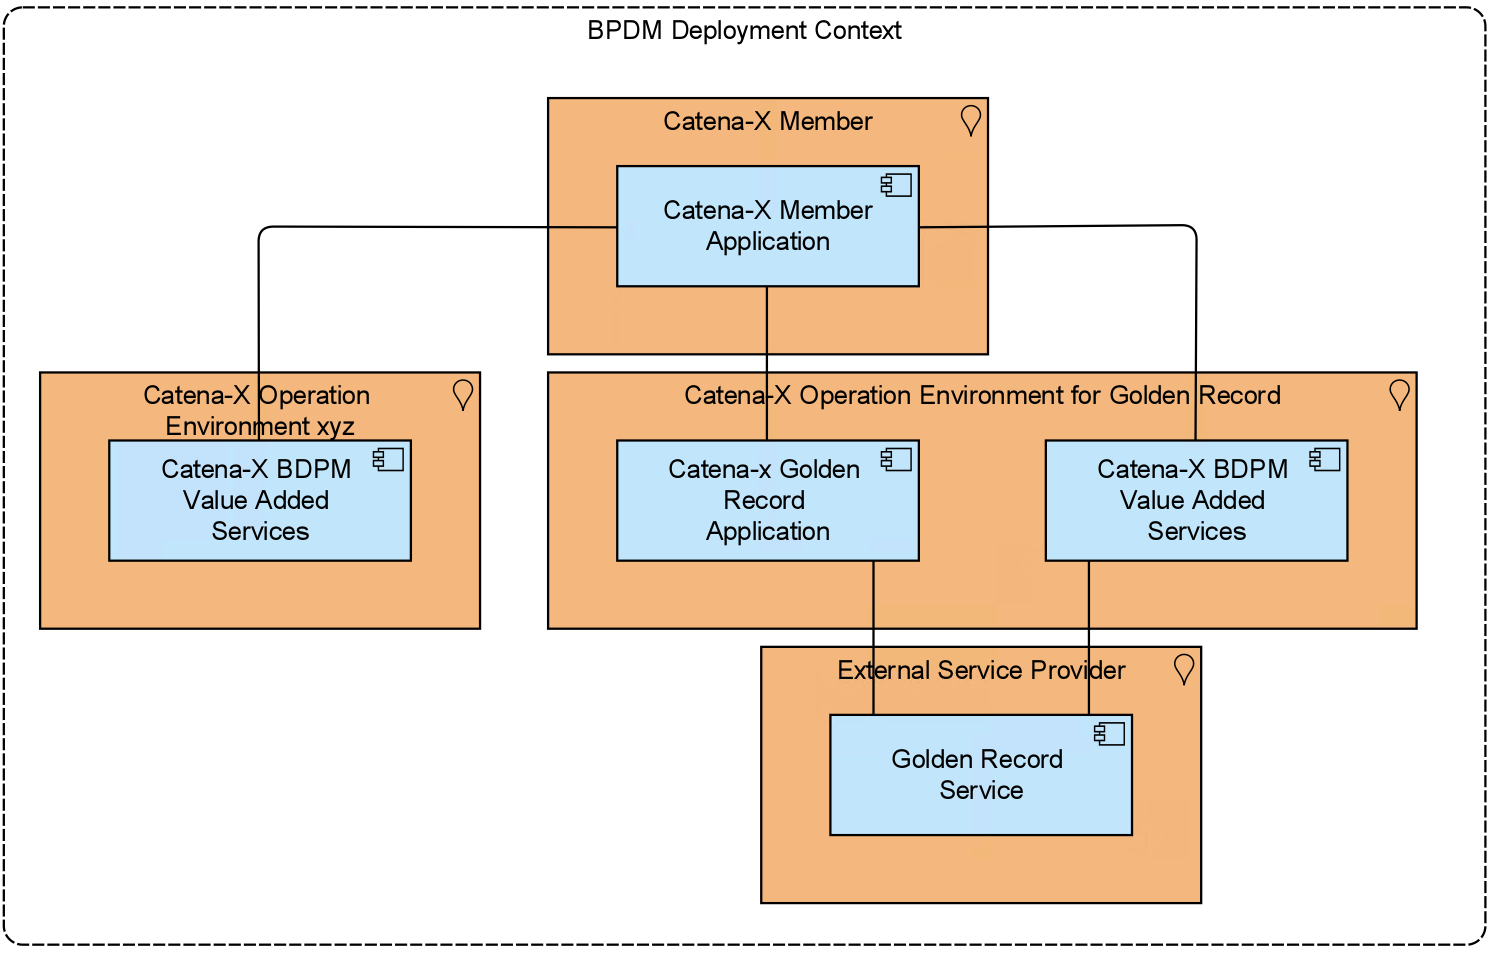 BPDM Deployment Context
Catena-X Member
Catena-X Member
Application
Catena-X Operation
Environment xyz
Catena-X BDPM
Value Added
Services
Catena-X Operation Environment for Golden Record
Catena-x Golden
Record
Application
Catena-X BDPM
Value Added
Services
External Service Provider
Golden Record
Service